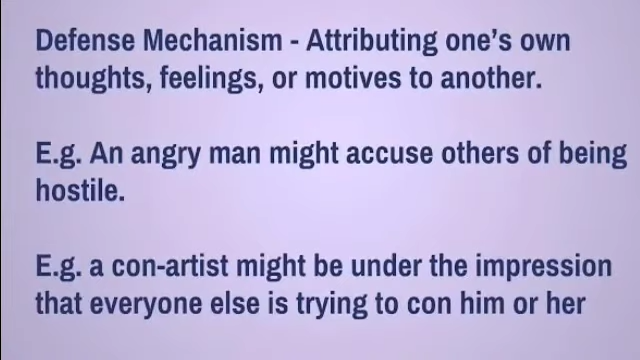 Defense Mechanism - Attributing one’s own
thoughts, feelings, or motives to another.
E.g. An angry man might accuse others of being
hostile.
E.g. a con-artist might be under the impression
that everyone else is trying to con him or her